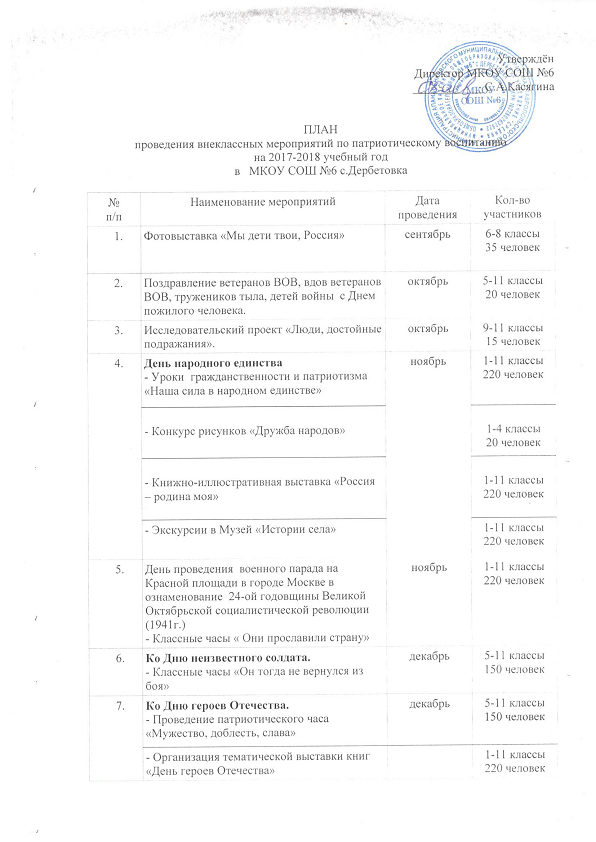 Утверждён
Директор МКОУ СОШ №6
С.А.Касягина
МКОУ
СОШ №6
ПЛАН
проведения внеклассных мероприятий по патриотическому воспитанию
на 2017-2018 учебный год
в МКОУ СОШ №6 с.Дербетовка
№
п/п
Наименование мероприятий
Дата
проведения
Кол-во
участников
1.
Фотовыставка «Мы дети твои, Россия»
сентябрь
6-8 классы
35 человек
2.
Поздравление ветеранов ВОВ, вдов ветеранов
ВОВ, тружеников тыла, детей войны с Днем
пожилого человека.
октябрь
5-11 классы
20 человек
3.
Исследовательский проект «Люди, достойные
подражания».
октябрь
9-11 классы
15 человек
4.
День народного единства
- Уроки гражданственности и патриотизма
«Наша сила в народном единстве»
ноябрь
1-11 классы
220 человек
- Конкурс рисунков «Дружба народов»
1-4 классы
20 человек
- Книжно-иллюстративная выставка «Россия
– родина моя»
1-11 классы
220 человек
- Экскурсии в Музей «Истории села»
1-11 классы
220 человек
5.
День проведения военного парада на
Красной площади в городе Москве в
ознаменование 24-ой годовщины Великой
Октябрьской социалистической революции
(1941г.)
- Классные часы « Они прославили страну»
ноябрь
1-11 классы
220 человек
6.
Ко Дню неизвестного солдата.
- Классные часы «Он тогда не вернулся из
боя»
декабрь
5-11 классы
150 человек
7.
Ко Дню героев Отечества.
- Проведение патриотического часа
«Мужество, доблесть, слава»
декабрь
5-11 классы
150 человек
- Организация тематической выставки книг
«День героев Отечества»
1-11 классы
220 человек